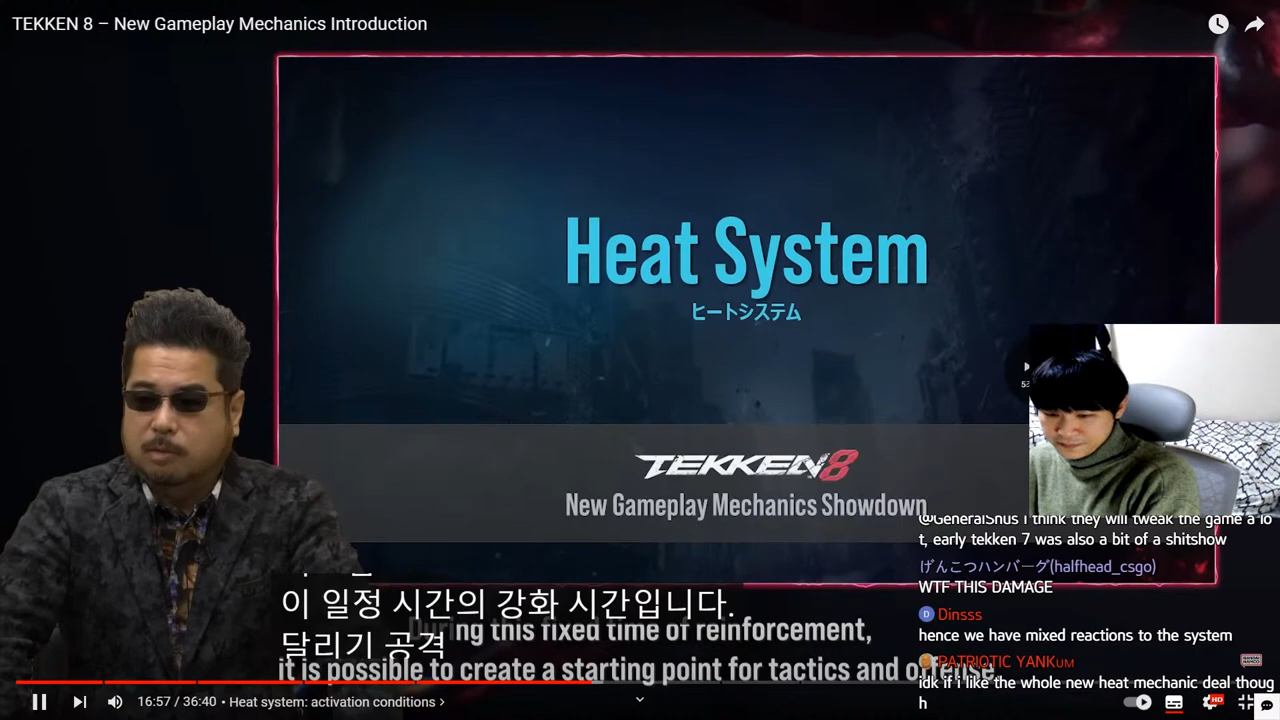 TEKKEN 8 – New Gameplay Mechanics Introduction
Heat System
ヒートシステム
TEKKEN 8
New Gameplay Mechanics Showdown
이 일정 시간의 강화 시간입니다.
달리기 공격
During this fixed time of reinforcement,
it is possible to create a starting point for tactics and offense.
@GeneralSnus I think they will tweak the game a lo
t, early tekken 7 was also a bit of a shitshow
げんこつハンバーグ(halfhead_csgo)
WTF THIS DAMAGE
D Dinsss
hence we have mixed reactions to the system
PATRIOTIC YANKUM
idk if i like the whole new heat mechanic deal thoug
h
16:57 / 36:40 • Heat system: activation conditions
HD